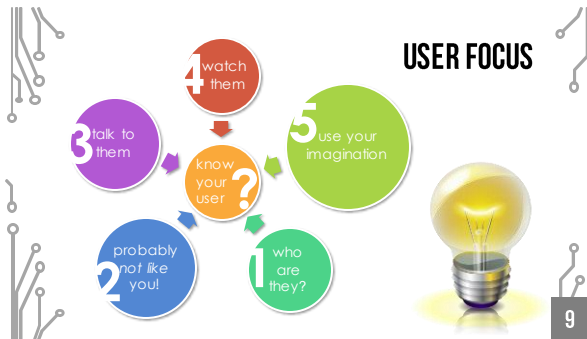 USER FOCUS
know
your
user ?
1 who
are
they?
2 probably
not like
you!
3 talk to
them
4 watch
them
5 use your
imagination
9